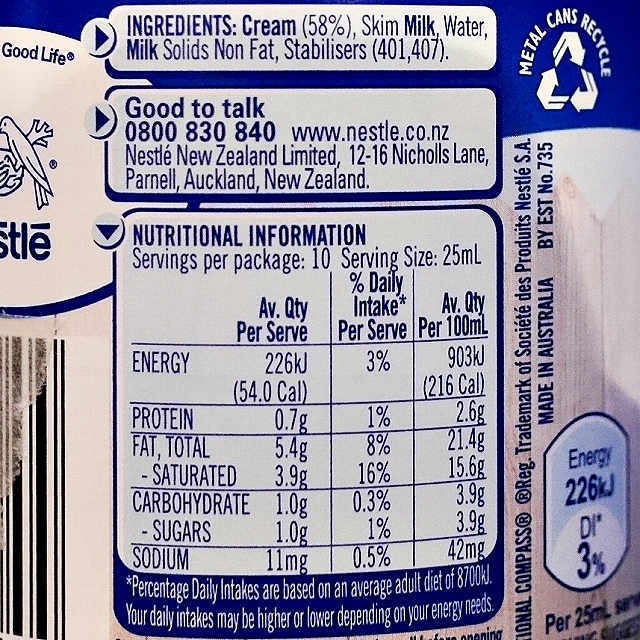 Good Life®
INGREDIENTS: Cream (58%), Skim Milk, Water,
Milk Solids Non Fat, Stabilisers (401,407).
METAL CANS RECYCLE
Good to talk
0800 830 840 www.nestle.co.nz
Nestlé New Zealand Limited, 12-16 Nicholls Lane,
Parnell, Auckland, New Zealand.
®
stlé
NUTRITIONAL INFORMATION
Servings per package: 10 Serving Size: 25mL
Av. Qty Per Serve % Daily Intake* Per Serve Av. Qty Per 100mL
ENERGY 226kJ 3% 903kJ
(54.0 Cal) (216 Cal)
PROTEIN 0.7g 1% 2.6g
FAT, TOTAL 5.4g 8% 21.4g
- SATURATED 3.9g 16% 15.6g
CARBOHYDRATE 1.0g 0.3% 3.9g
- SUGARS 1.0g 1% 3.9g
SODIUM 11mg 0.5% 42mg
*Percentage Daily Intakes are based on an average adult diet of 8700kJ.
Your daily intakes may be higher or lower depending on your energy needs.
before opening
IONAL COMPASS® ®Reg. Trademark of Société des Produits Nestlé S.A.
MADE IN AUSTRALIA BY EST No.735
Energy
226kJ
DI*
3%
Per 25mL